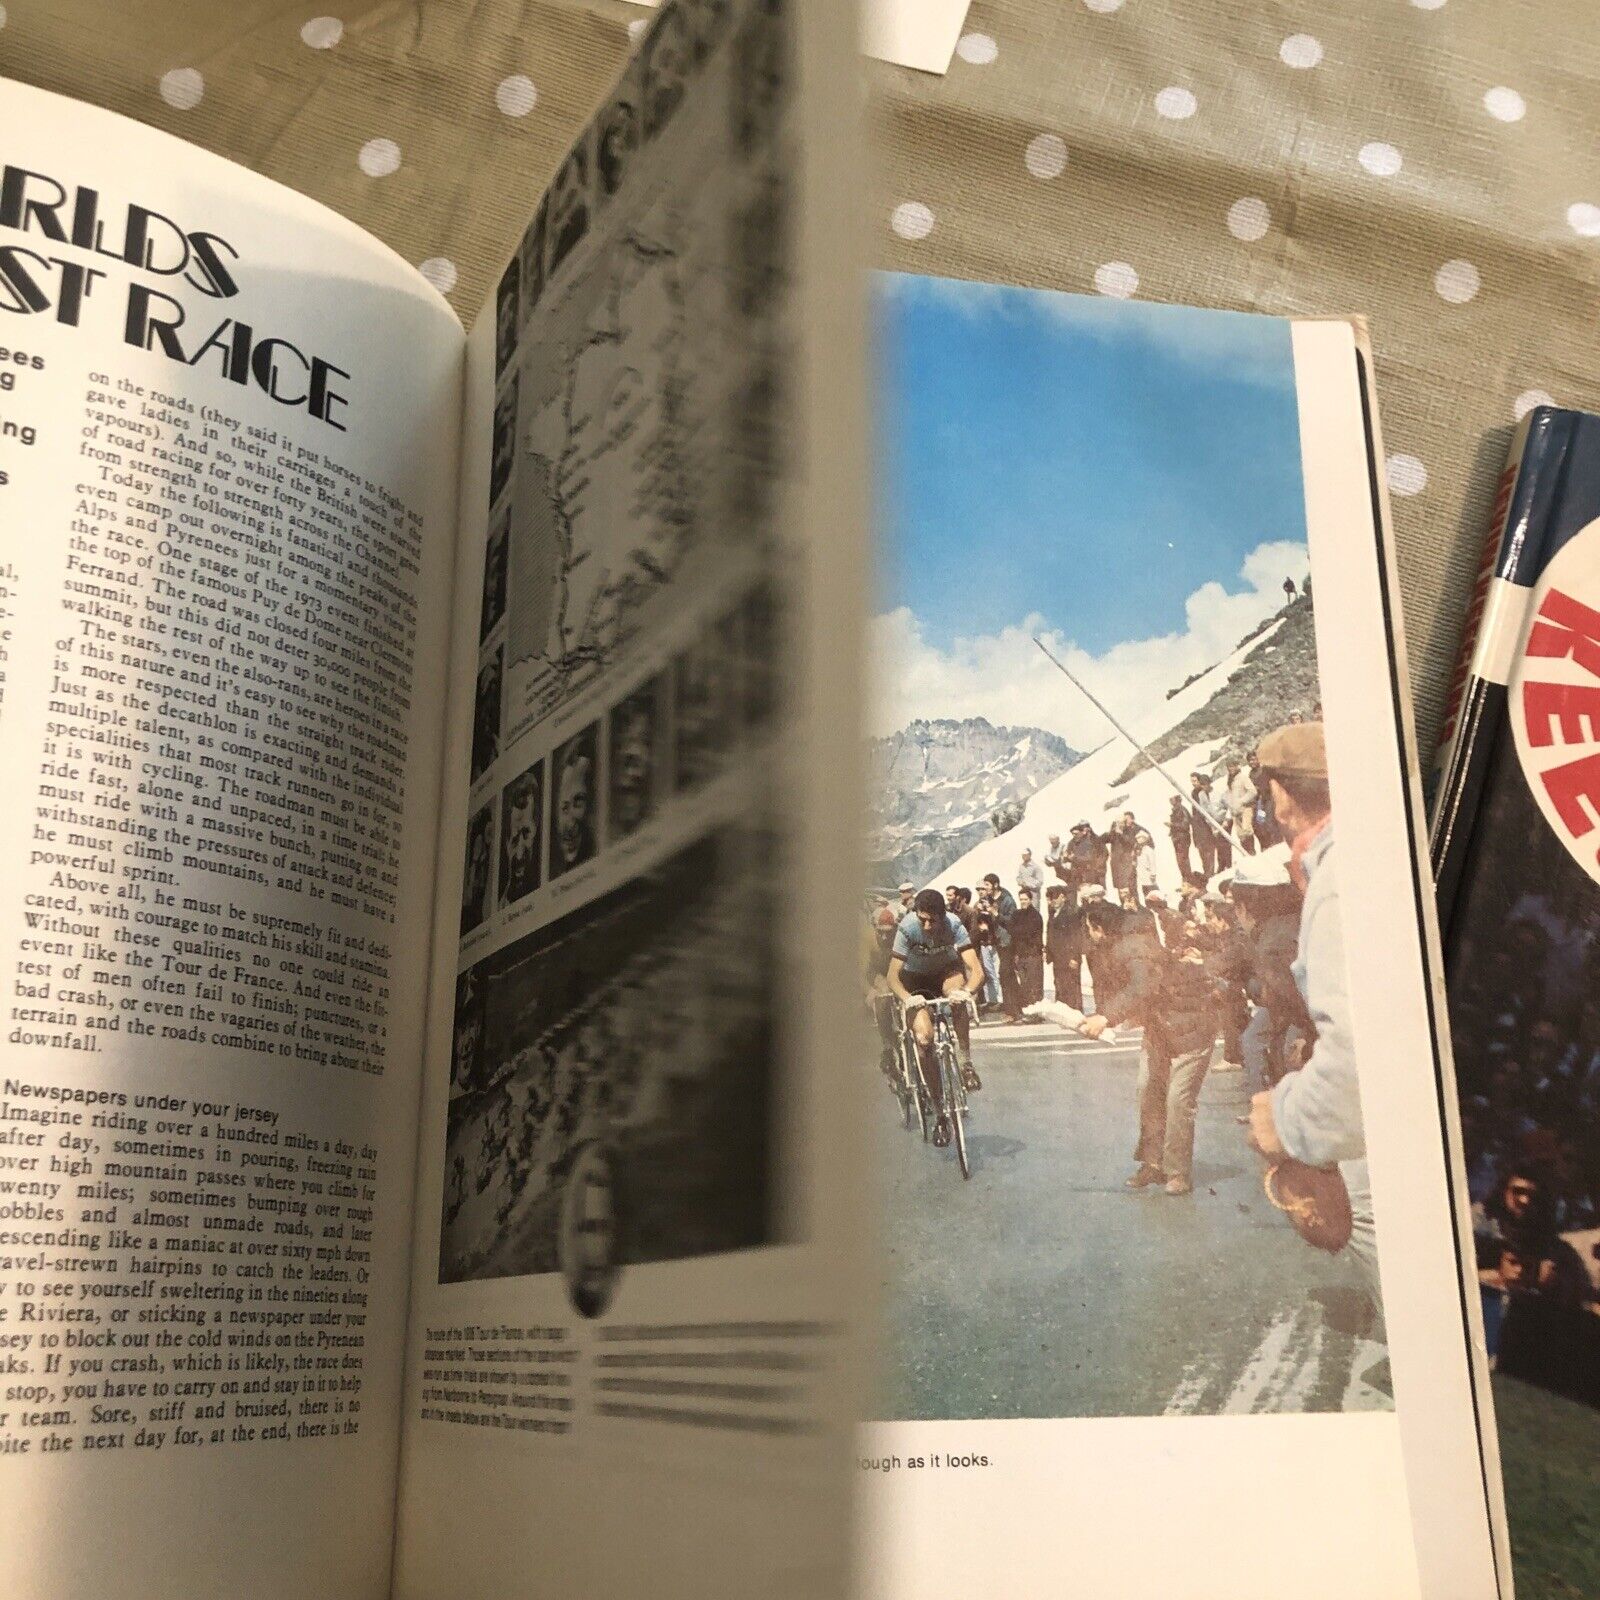 RLDS
ST RACE
ees
g
ing
s
on the roads (they said it put horses to fright and
gave ladies in their carriages a touch of the
vapours). And so, while the British were starved
of road racing for over forty years, the sport grew
from strength to strength across the Channel.
Today the following is fanatical and thousands
even camp out overnight among the peaks of the
Alps and Pyrenees just for a momentary view of
the race. One stage of the 1973 event finished at
the top of the famous Puy de Dome near Clermont
Ferrand. The road was closed four miles from the
summit, but this did not deter 30,000 people from
walking the rest of the way up to see the finish.
The stars, even the also-rans, are heroes in a race
of this nature and it's easy to see why the roadman
is more respected than the straight track rider.
Just as the decathlon is exacting and demands a
multiple talent, as compared with the individual
specialities that most track runners go in for, so
it is with cycling. The roadman must be able to
ride fast, alone and unpaced, in a time trial; he
must ride with a massive bunch, putting on and
withstanding the pressures of attack and defence;
he must climb mountains, and he must have a
powerful sprint.
Above all, he must be supremely fit and dedi-
cated, with courage to match his skill and stamina.
Without these qualities no one could ride an
event like the Tour de France. And even the fit-
test of men often fail to finish; punctures, or a
bad crash, or even the vagaries of the weather, the
terrain and the roads combine to bring about their
downfall.
Newspapers under your jersey
Imagine riding over a hundred miles a day, day
after day, sometimes in pouring, freezing rain
over high mountain passes where you climb for
wenty miles; sometimes bumping over rough
obbles and almost unmade roads, and later
escending like a maniac at over sixty mph down
ravel-strewn hairpins to catch the leaders. Or
y to see yourself sweltering in the nineties along
e Riviera, or sticking a newspaper under your
sey to block out the cold winds on the Pyrenean
aks. If you crash, which is likely, the race does
stop, you have to carry on and stay in it to help
r team. Sore, stiff and bruised, there is no
pite the next day for, at the end, there is the
The route of the Tour de France, with
ough as it looks.
KE